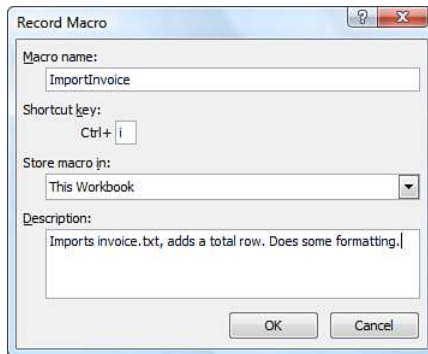 Record Macro
Macro name:
ImportInvoice
Shortcut key:
Ctrl+ i
Store macro in:
This Workbook
Description:
Imports invoice.txt, adds a total row. Does some formatting.
OK Cancel